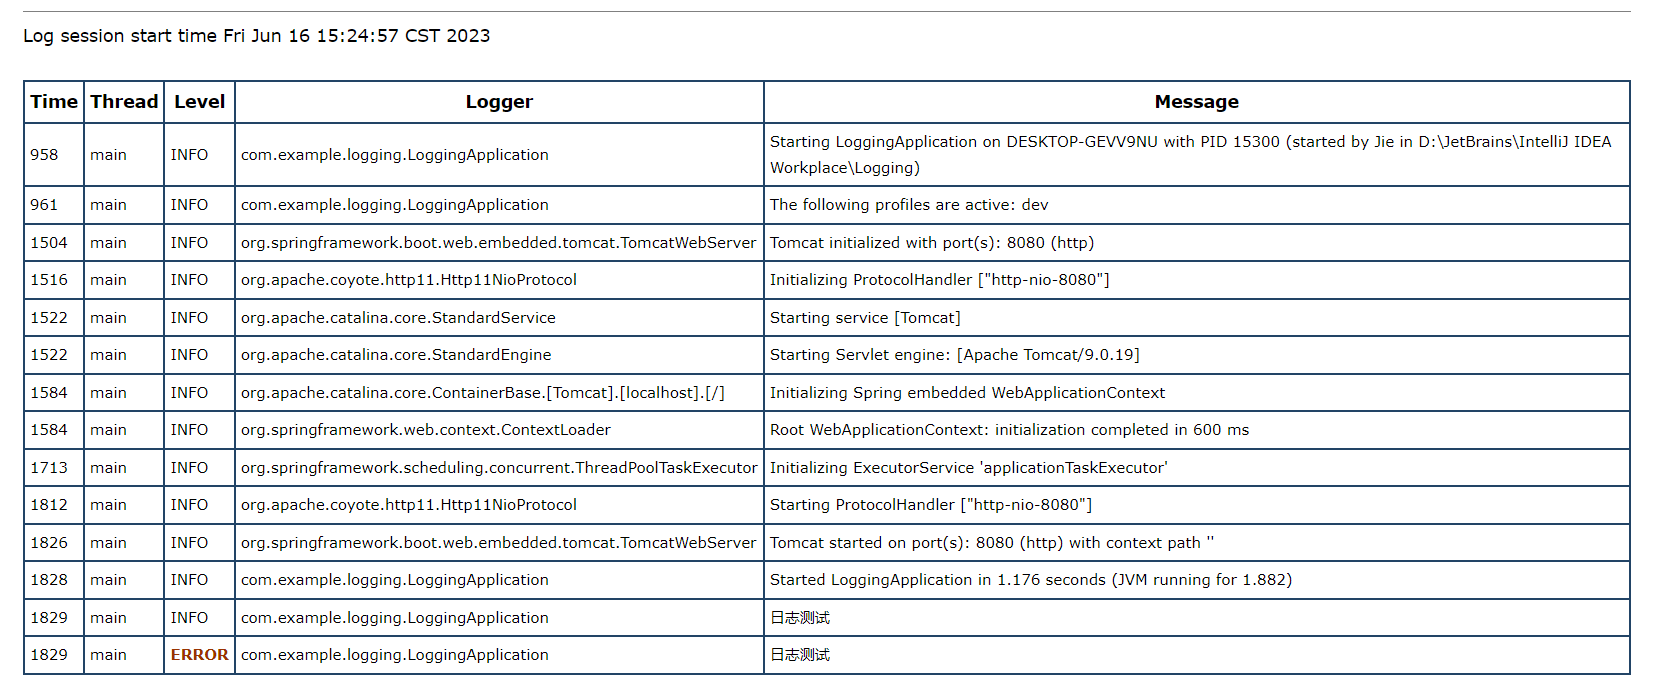 Log session start time Fri Jun 16 15:24:57 CST 2023
Time Thread Level Logger Message
958 main INFO com.example.logging.LoggingApplication Starting LoggingApplication on DESKTOP-GEVV9NU with PID 15300 (started by Jie in D:\JetBrains\IntelliJ IDEA
Workplace\Logging)
961 main INFO com.example.logging.LoggingApplication The following profiles are active: dev
1504 main INFO org.springframework.boot.web.embedded.tomcat.TomcatWebServer Tomcat initialized with port(s): 8080 (http)
1516 main INFO org.apache.coyote.http11.Http11NioProtocol Initializing ProtocolHandler ["http-nio-8080"]
1522 main INFO org.apache.catalina.core.StandardService Starting service [Tomcat]
1522 main INFO org.apache.catalina.core.StandardEngine Starting Servlet engine: [Apache Tomcat/9.0.19]
1584 main INFO org.apache.catalina.core.ContainerBase.[Tomcat].[localhost].[/] Initializing Spring embedded WebApplicationContext
1584 main INFO org.springframework.web.context.ContextLoader Root WebApplicationContext: initialization completed in 600 ms
1713 main INFO org.springframework.scheduling.concurrent.ThreadPoolTaskExecutor Initializing ExecutorService 'applicationTaskExecutor'
1812 main INFO org.apache.coyote.http11.Http11NioProtocol Starting ProtocolHandler ["http-nio-8080"]
1826 main INFO org.springframework.boot.web.embedded.tomcat.TomcatWebServer Tomcat started on port(s): 8080 (http) with context path ''
1828 main INFO com.example.logging.LoggingApplication Started LoggingApplication in 1.176 seconds (JVM running for 1.882)
1829 main INFO com.example.logging.LoggingApplication 日志测试
1829 main ERROR com.example.logging.LoggingApplication 日志测试